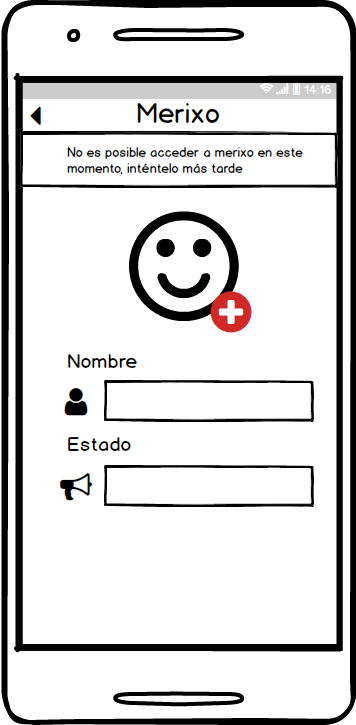 14:16
Merixo
No es posible acceder a merixo en este
momento, inténtelo más tarde
Nombre
Estado